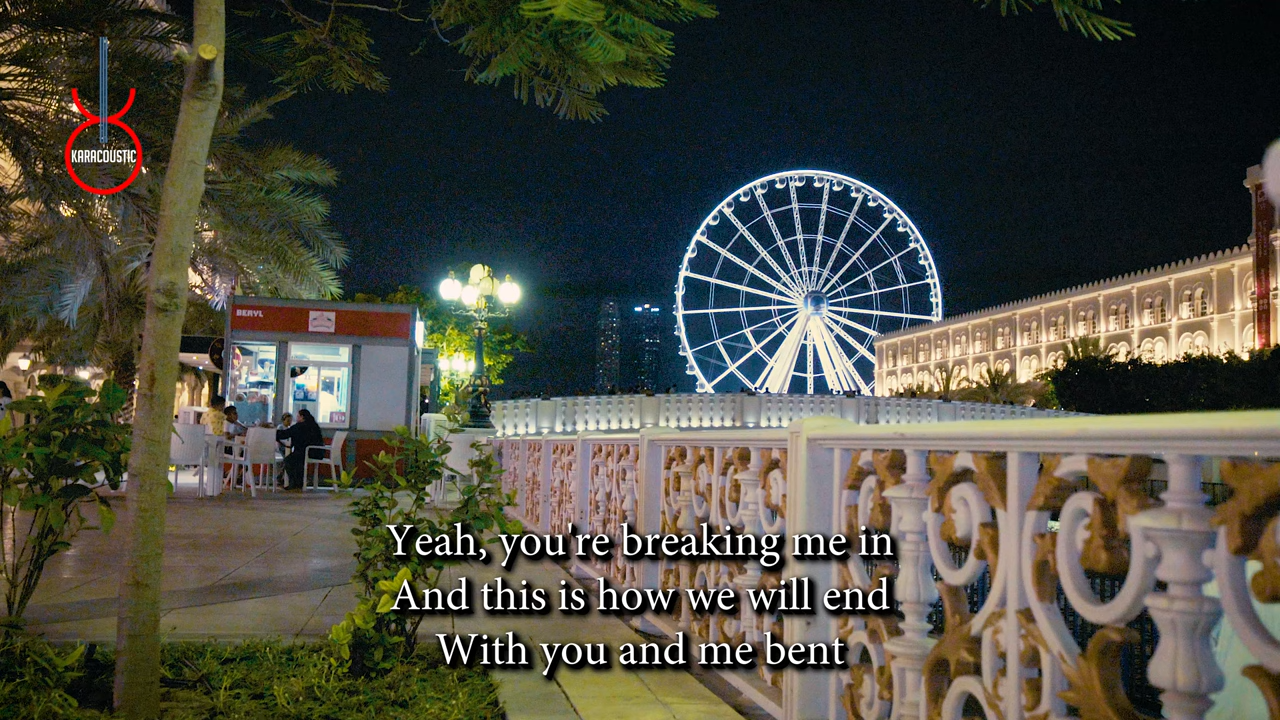 KARACOUSTIC
BERYL
Yeah, you're breaking me in
And this is how we will end
With you and me bent